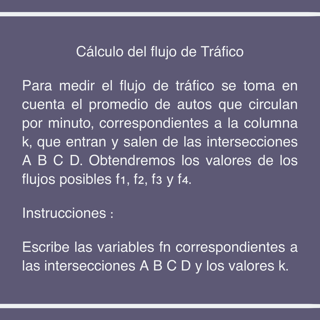 Cálculo del flujo de Tráfico
Para medir el flujo de tráfico se toma en
cuenta el promedio de autos que circulan
por minuto, correspondientes a la columna
k, que entran y salen de las intersecciones
A B C D. Obtendremos los valores de los
flujos posibles f₁, f₂, f₃ y f₄.
Instrucciones :
Escribe las variables fn correspondientes a
las intersecciones A B C D y los valores k.